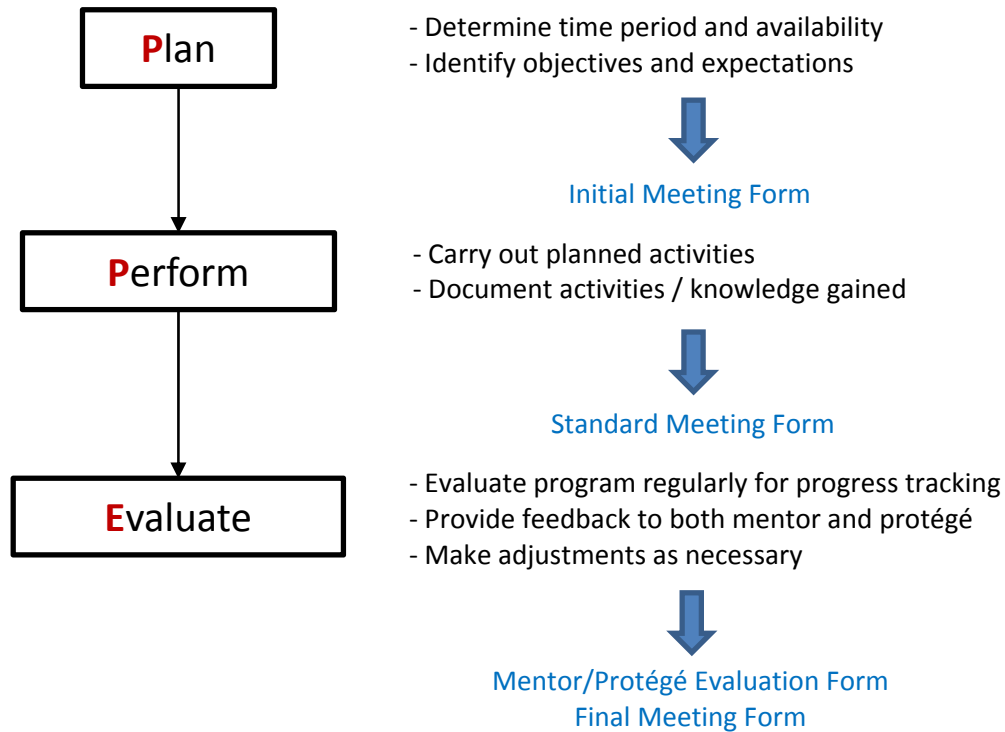 Plan
- Determine time period and availability
- Identify objectives and expectations
Initial Meeting Form
Perform
- Carry out planned activities
- Document activities / knowledge gained
Standard Meeting Form
Evaluate
- Evaluate program regularly for progress tracking
- Provide feedback to both mentor and protégé
- Make adjustments as necessary
Mentor/Protégé Evaluation Form
Final Meeting Form